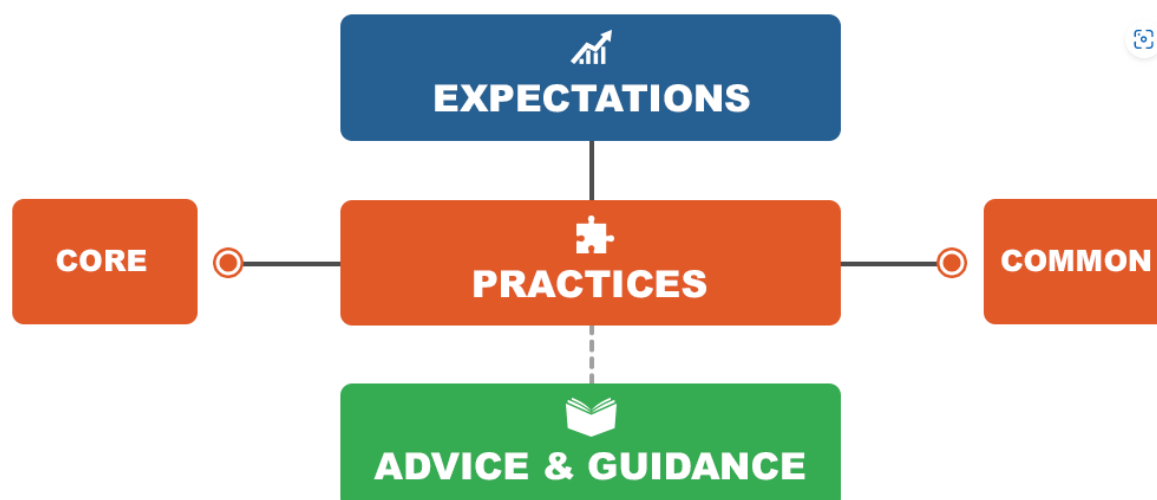 EXPECTATIONS
CORE
PRACTICES
COMMON
ADVICE & GUIDANCE